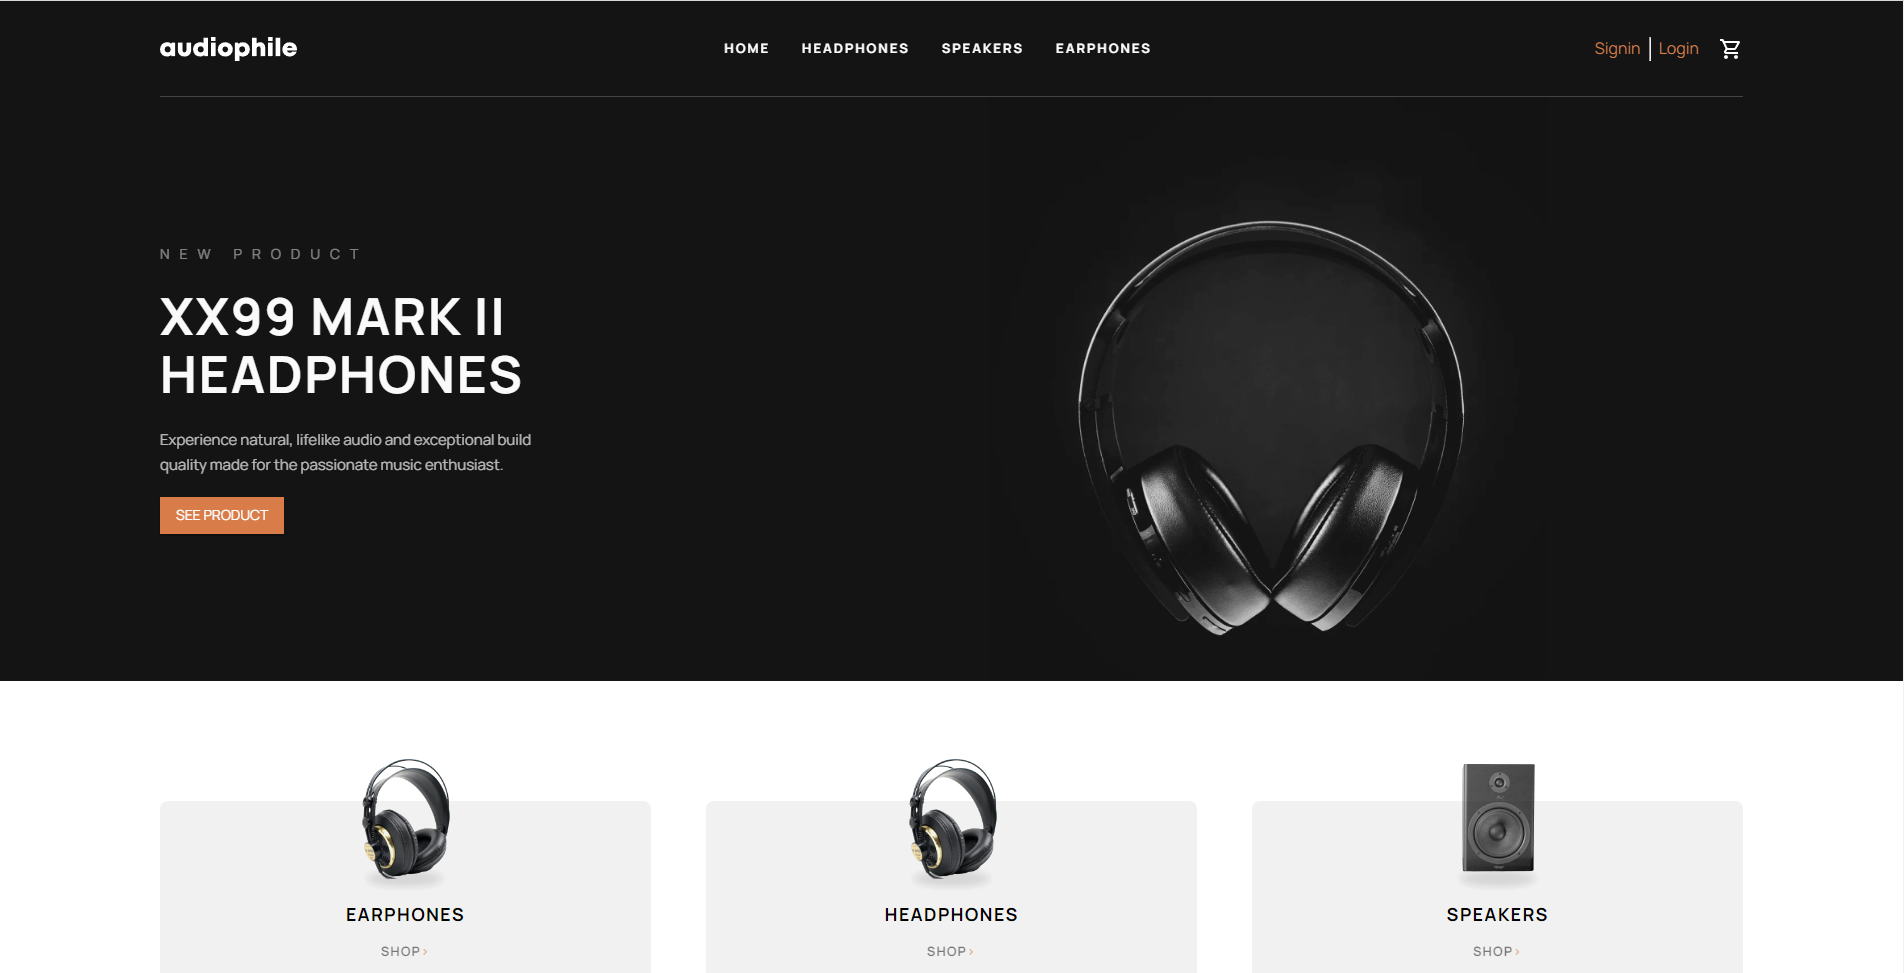 audiophile
HOME HEADPHONES SPEAKERS EARPHONES
Signin | Login
NEW PRODUCT
XX99 MARK II
HEADPHONES
Experience natural, lifelike audio and exceptional build
quality made for the passionate music enthusiast.
SEE PRODUCT
EARPHONES
SHOP>
HEADPHONES
SHOP>
SPEAKERS
SHOP>